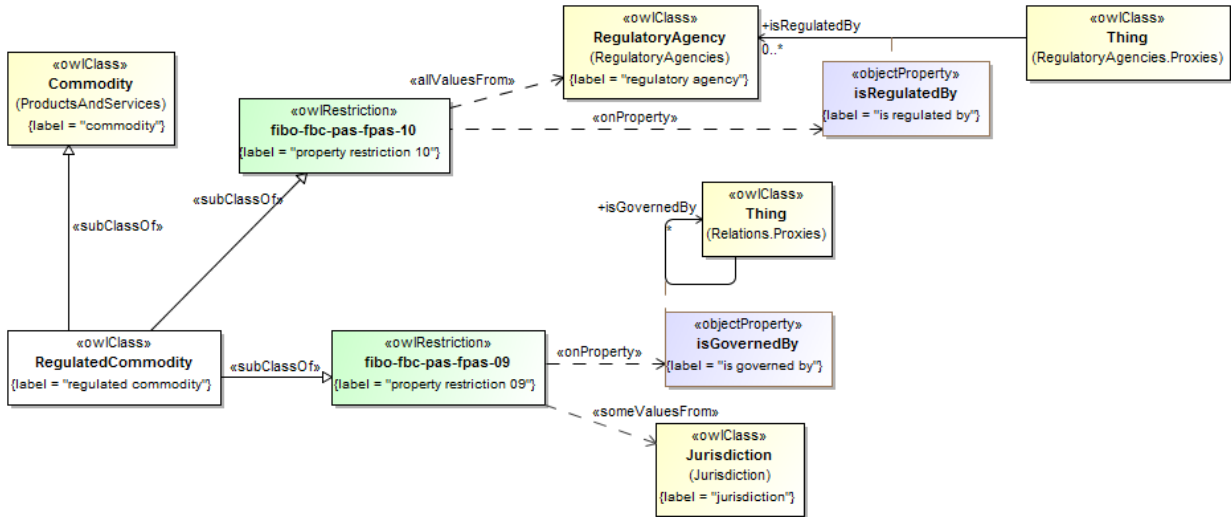 «owlClass»
Commodity
(ProductsAndServices)
{label = "commodity"}
«owlClass»
RegulatoryAgency
(RegulatoryAgencies)
{label = "regulatory agency"}
+isRegulatedBy
0..*
«owlClass»
Thing
(RegulatoryAgencies.Proxies)
«objectProperty»
isRegulatedBy
{label = "is regulated by"}
«allValuesFrom»
«owlRestriction»
fibo-fbc-pas-fpas-10
{label = "property restriction 10"}
«onProperty»
«subClassOf»
«subClassOf»
+isGovernedBy
*
«owlClass»
Thing
(Relations.Proxies)
«owlClass»
RegulatedCommodity
{label = "regulated commodity"}
«subClassOf»
«owlRestriction»
fibo-fbc-pas-fpas-09
{label = "property restriction 09"}
«onProperty»
«objectProperty»
isGovernedBy
{label = "is governed by"}
«someValuesFrom»
«owlClass»
Jurisdiction
(Jurisdiction)
{label = "jurisdiction"}